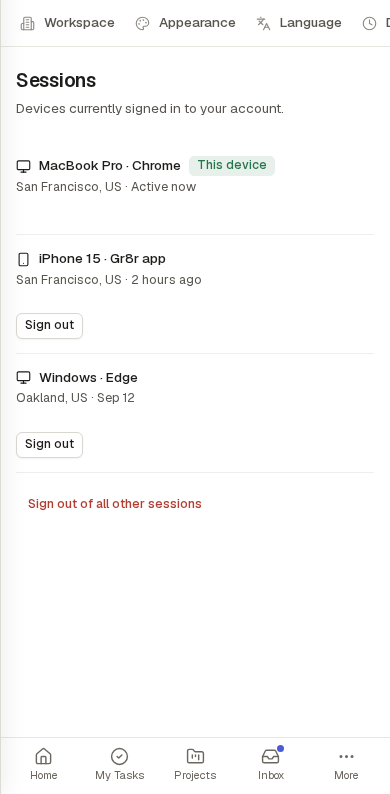 Workspace Appearance Language
Sessions
Devices currently signed in to your account.
MacBook Pro · Chrome This device
San Francisco, US · Active now
iPhone 15 · Gr8r app
San Francisco, US · 2 hours ago
Sign out
Windows · Edge
Oakland, US · Sep 12
Sign out
Sign out of all other sessions
Home My Tasks Projects Inbox More